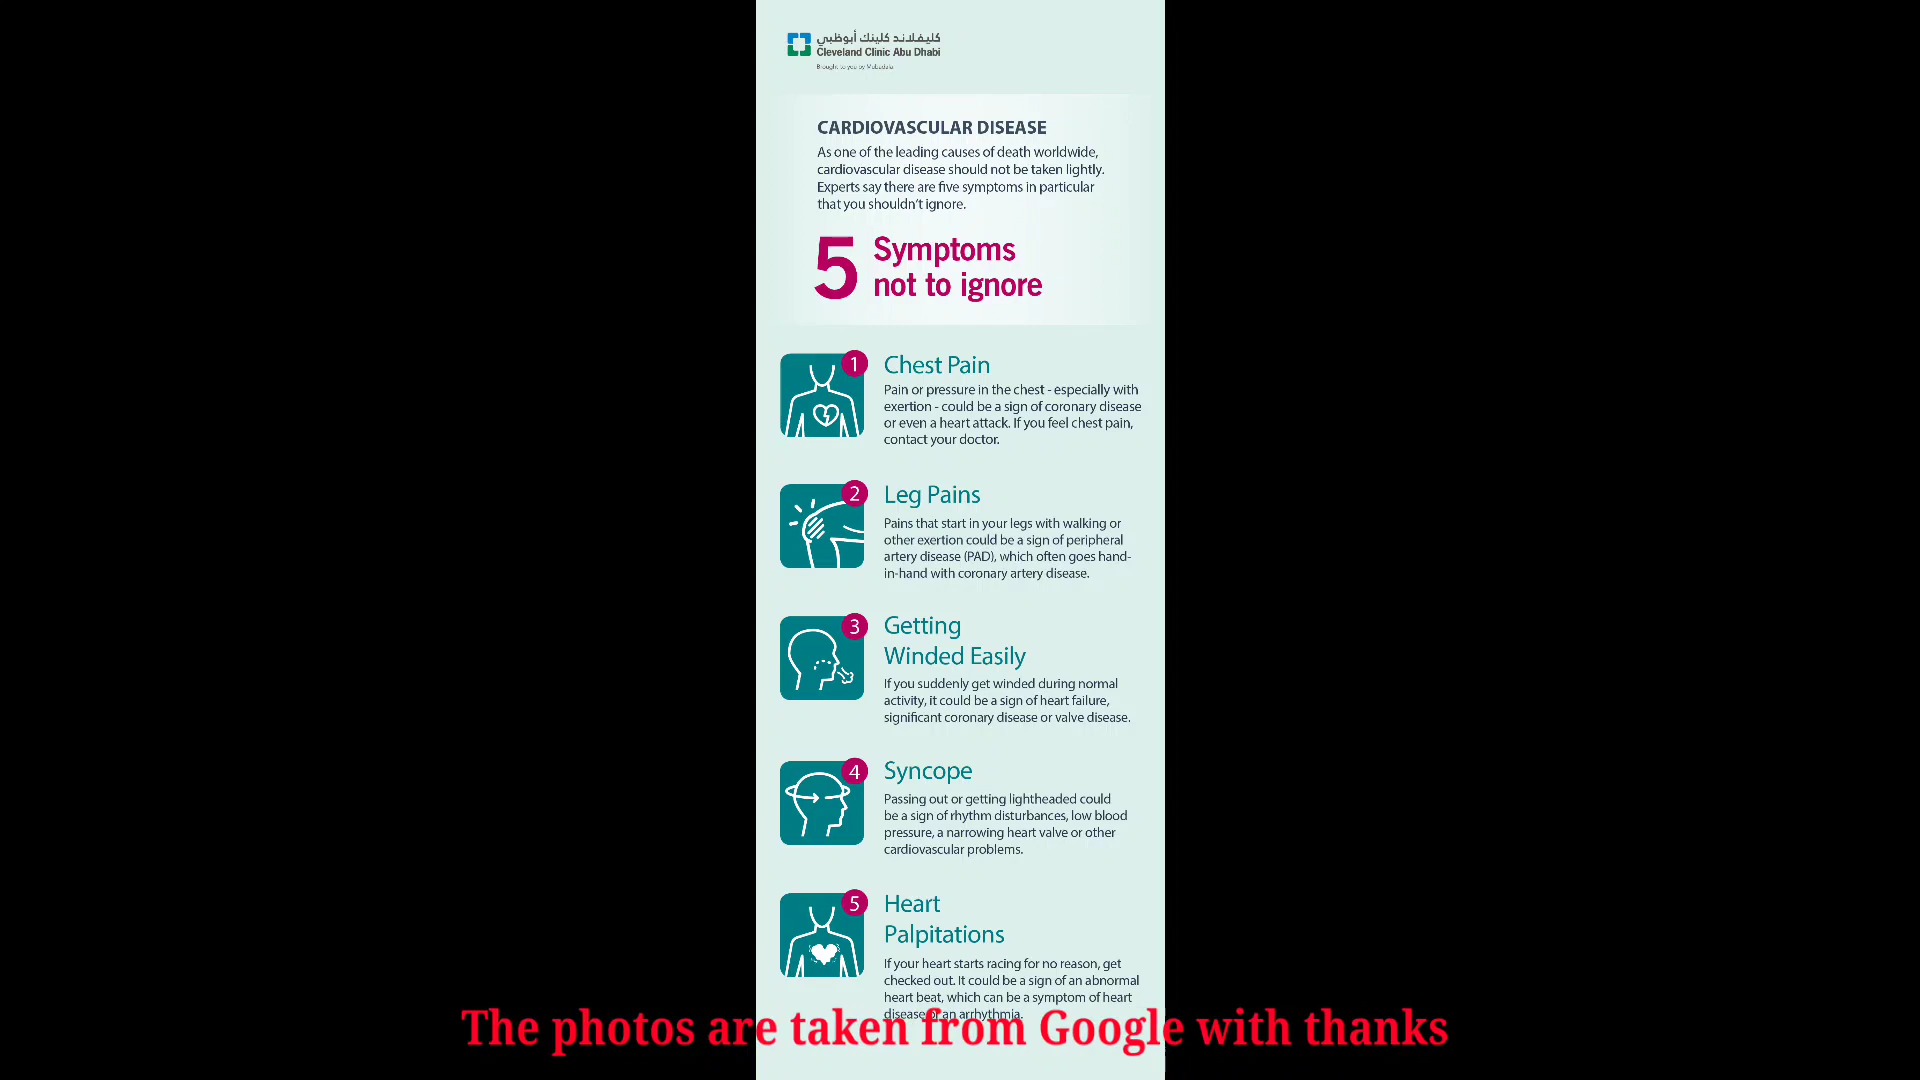 كليفلاند كلينك أبوظبي
Cleveland Clinic Abu Dhabi
Brought to you by Mubadala
CARDIOVASCULAR DISEASE
As one of the leading causes of death worldwide,
cardiovascular disease should not be taken lightly.
Experts say there are five symptoms in particular
that you shouldn't ignore.
5 Symptoms
not to ignore
1 Chest Pain
Pain or pressure in the chest - especially with
exertion - could be a sign of coronary disease
or even a heart attack. If you feel chest pain,
contact your doctor.
2 Leg Pains
Pains that start in your legs with walking or
other exertion could be a sign of peripheral
artery disease (PAD), which often goes hand-
in-hand with coronary artery disease.
3 Getting
Winded Easily
If you suddenly get winded during normal
activity, it could be a sign of heart failure,
significant coronary disease or valve disease.
4 Syncope
Passing out or getting lightheaded could
be a sign of rhythm disturbances, low blood
pressure, a narrowing heart valve or other
cardiovascular problems.
5 Heart
Palpitations
If your heart starts racing for no reason, get
checked out. It could be a sign of an abnormal
heart beat, which can be a symptom of heart
disease or an arrhythmia.
The photos are taken from Google with thanks